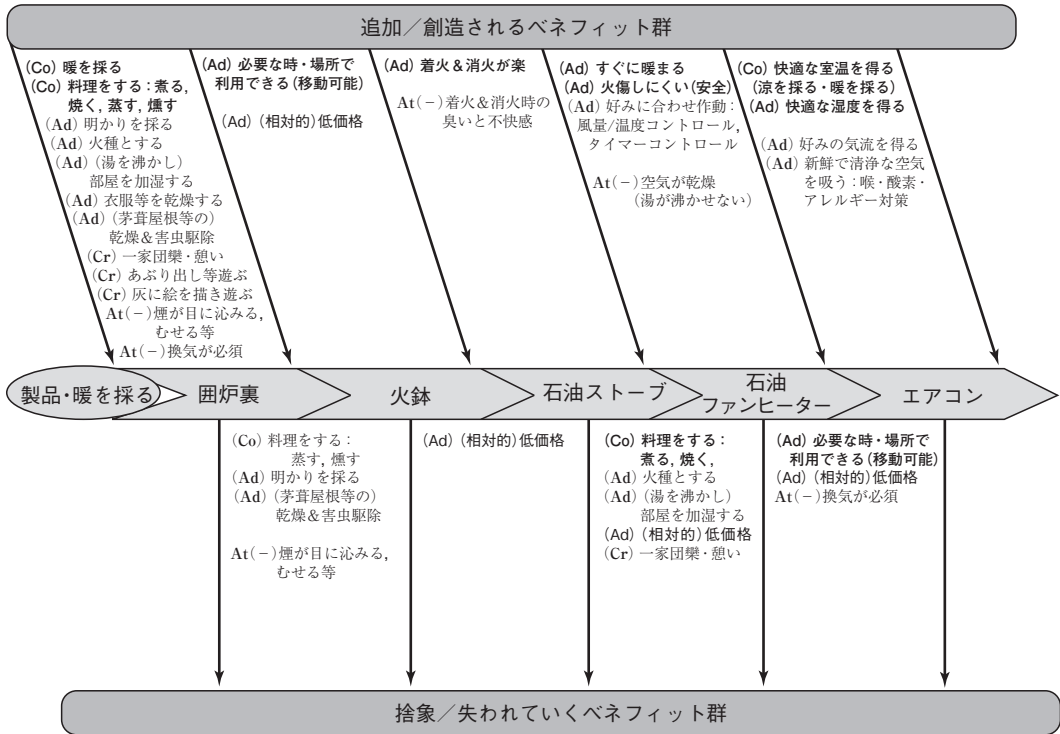 追加／創造されるベネフィット群
(Co) 暖を採る
(Co) 料理をする：煮る,
焼く, 蒸す, 燻す
(Ad) 明かりを採る
(Ad) 火種とする
(Ad) (湯を沸かし)
部屋を加湿する
(Ad) 衣服等を乾燥する
(Ad) (茅葺屋根等の)
乾燥＆害虫駆除
(Cr) 一家団欒・憩い
(Cr) あぶり出し等遊ぶ
(Cr) 灰に絵を描き遊ぶ
At(−)煙が目に沁みる,
むせる等
At(−)換気が必須
(Ad) 必要な時・場所で
利用できる(移動可能)
(Ad) (相対的)低価格
(Ad) 着火＆消火が楽
At(−)着火＆消火時の
臭いと不快感
(Ad) すぐに暖まる
(Ad) 火傷しにくい(安全)
(Ad) 好みに合わせ作動：
風量/温度コントロール,
タイマーコントロール
At(−)空気が乾燥
(湯が沸かせない)
(Co) 快適な室温を得る
(涼を採る・暖を採る)
(Ad) 快適な湿度を得る
(Ad) 好みの気流を得る
(Ad) 新鮮で清浄な空気
を吸う：喉・酸素・
アレルギー対策
製品・暖を採る
囲炉裏
火鉢
石油ストーブ
石油
ファンヒーター
エアコン
(Co) 料理をする：
蒸す, 燻す
(Ad) 明かりを採る
(Ad) (茅葺屋根等の)
乾燥＆害虫駆除
At(−)煙が目に沁みる,
むせる等
(Ad) (相対的)低価格
(Co) 料理をする：
煮る, 焼く,
(Ad) 火種とする
(Ad) (湯を沸かし)
部屋を加湿する
(Ad) (相対的)低価格
(Cr) 一家団欒・憩い
(Ad) 必要な時・場所で
利用できる(移動可能)
(Ad) (相対的)低価格
At(−)換気が必須
捨象／失われていくベネフィット群